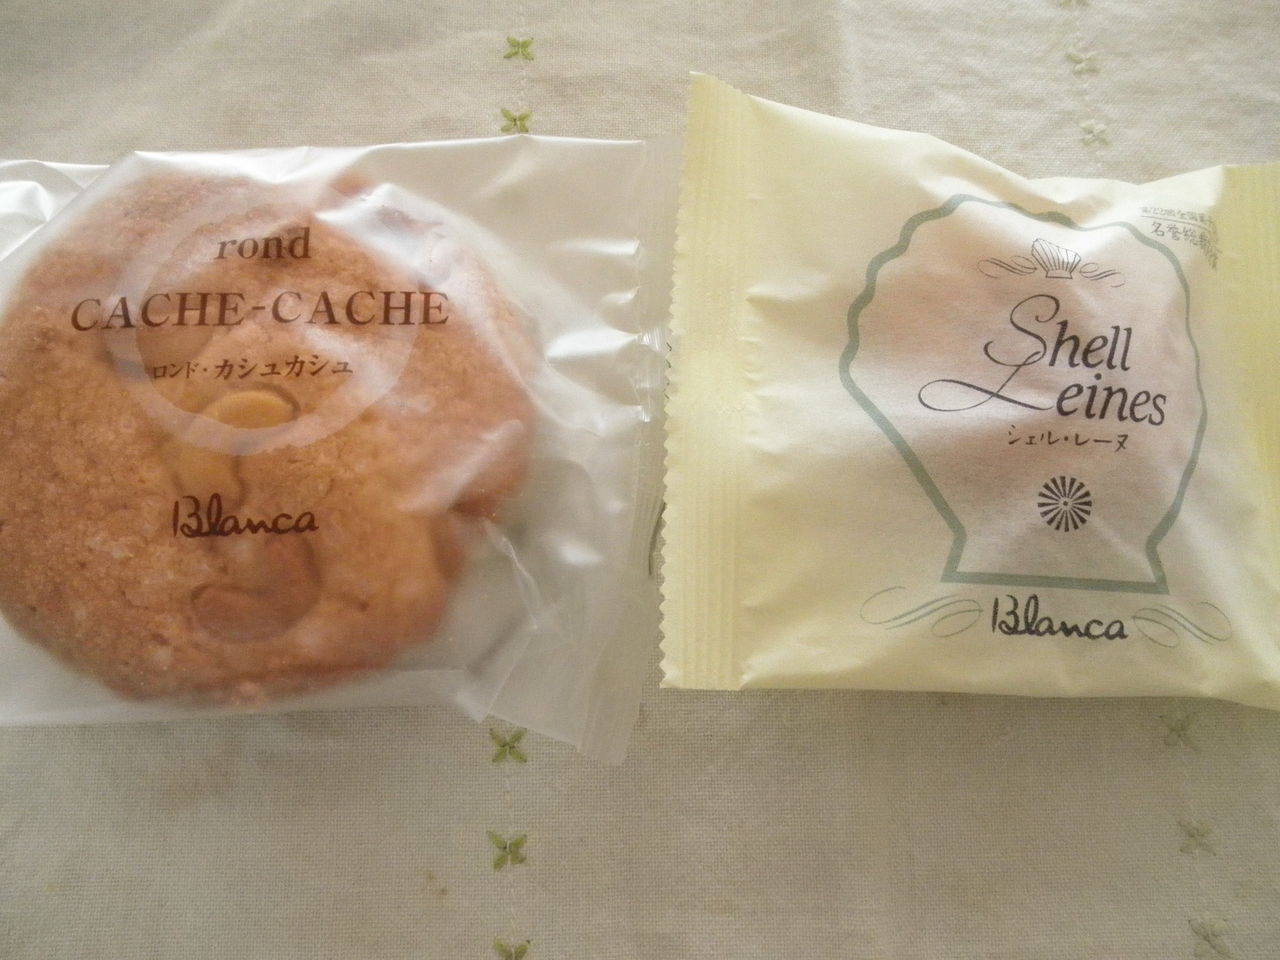 rond
CACHE-CACHE
ロンド・カシュカシュ
Blanca
Shell
Leines
シェル・レーヌ
Blanca